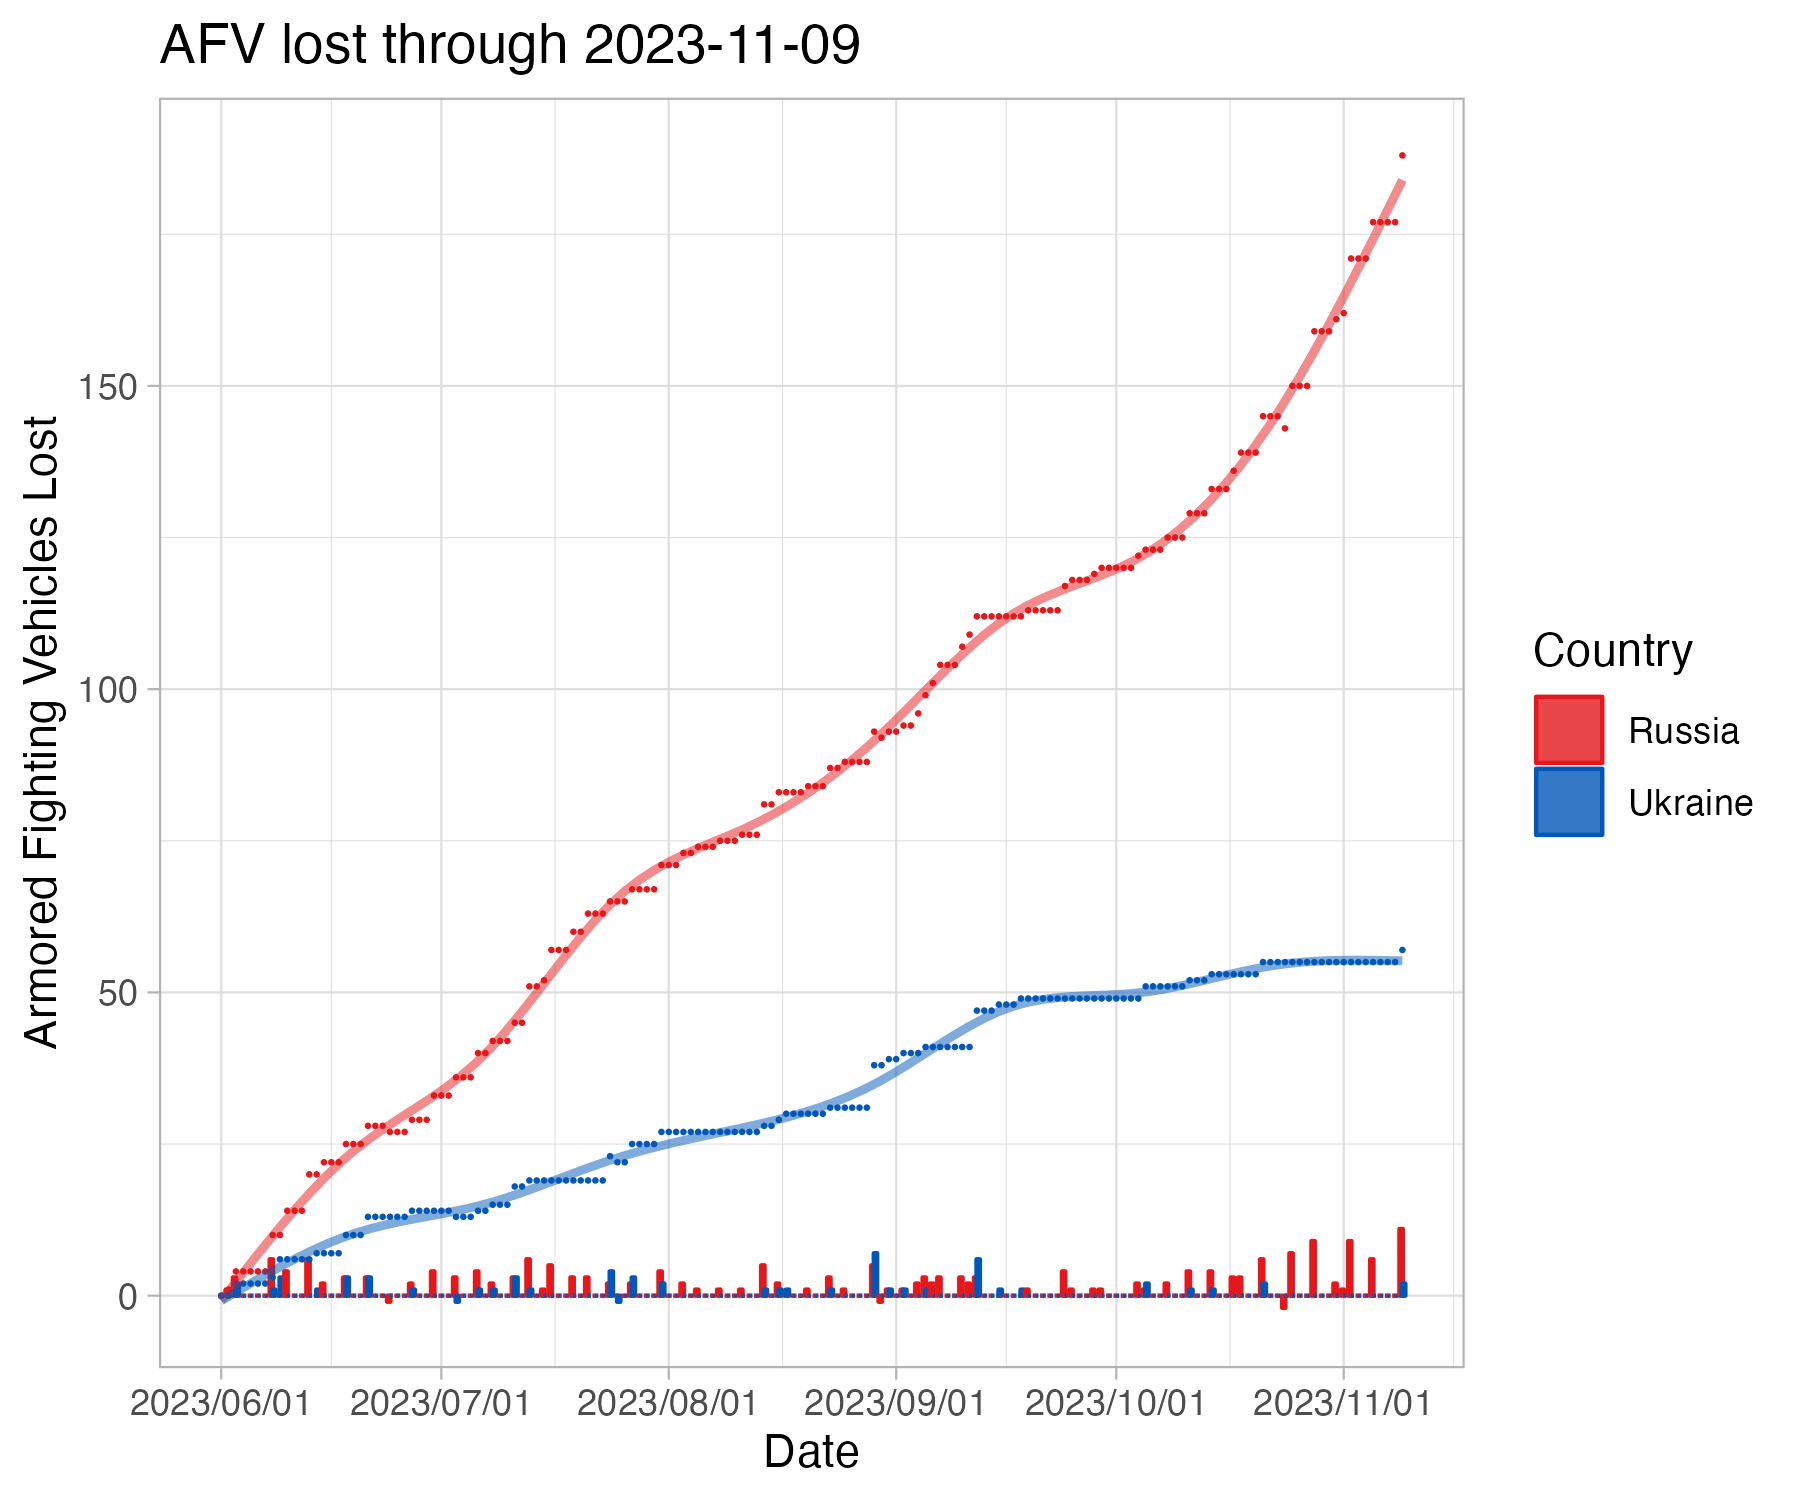 AFV lost through 2023-11-09
Armored Fighting Vehicles Lost
150
100
50
0
2023/06/01 2023/07/01 2023/08/01 2023/09/01 2023/10/01 2023/11/01
Date
Country
Russia
Ukraine